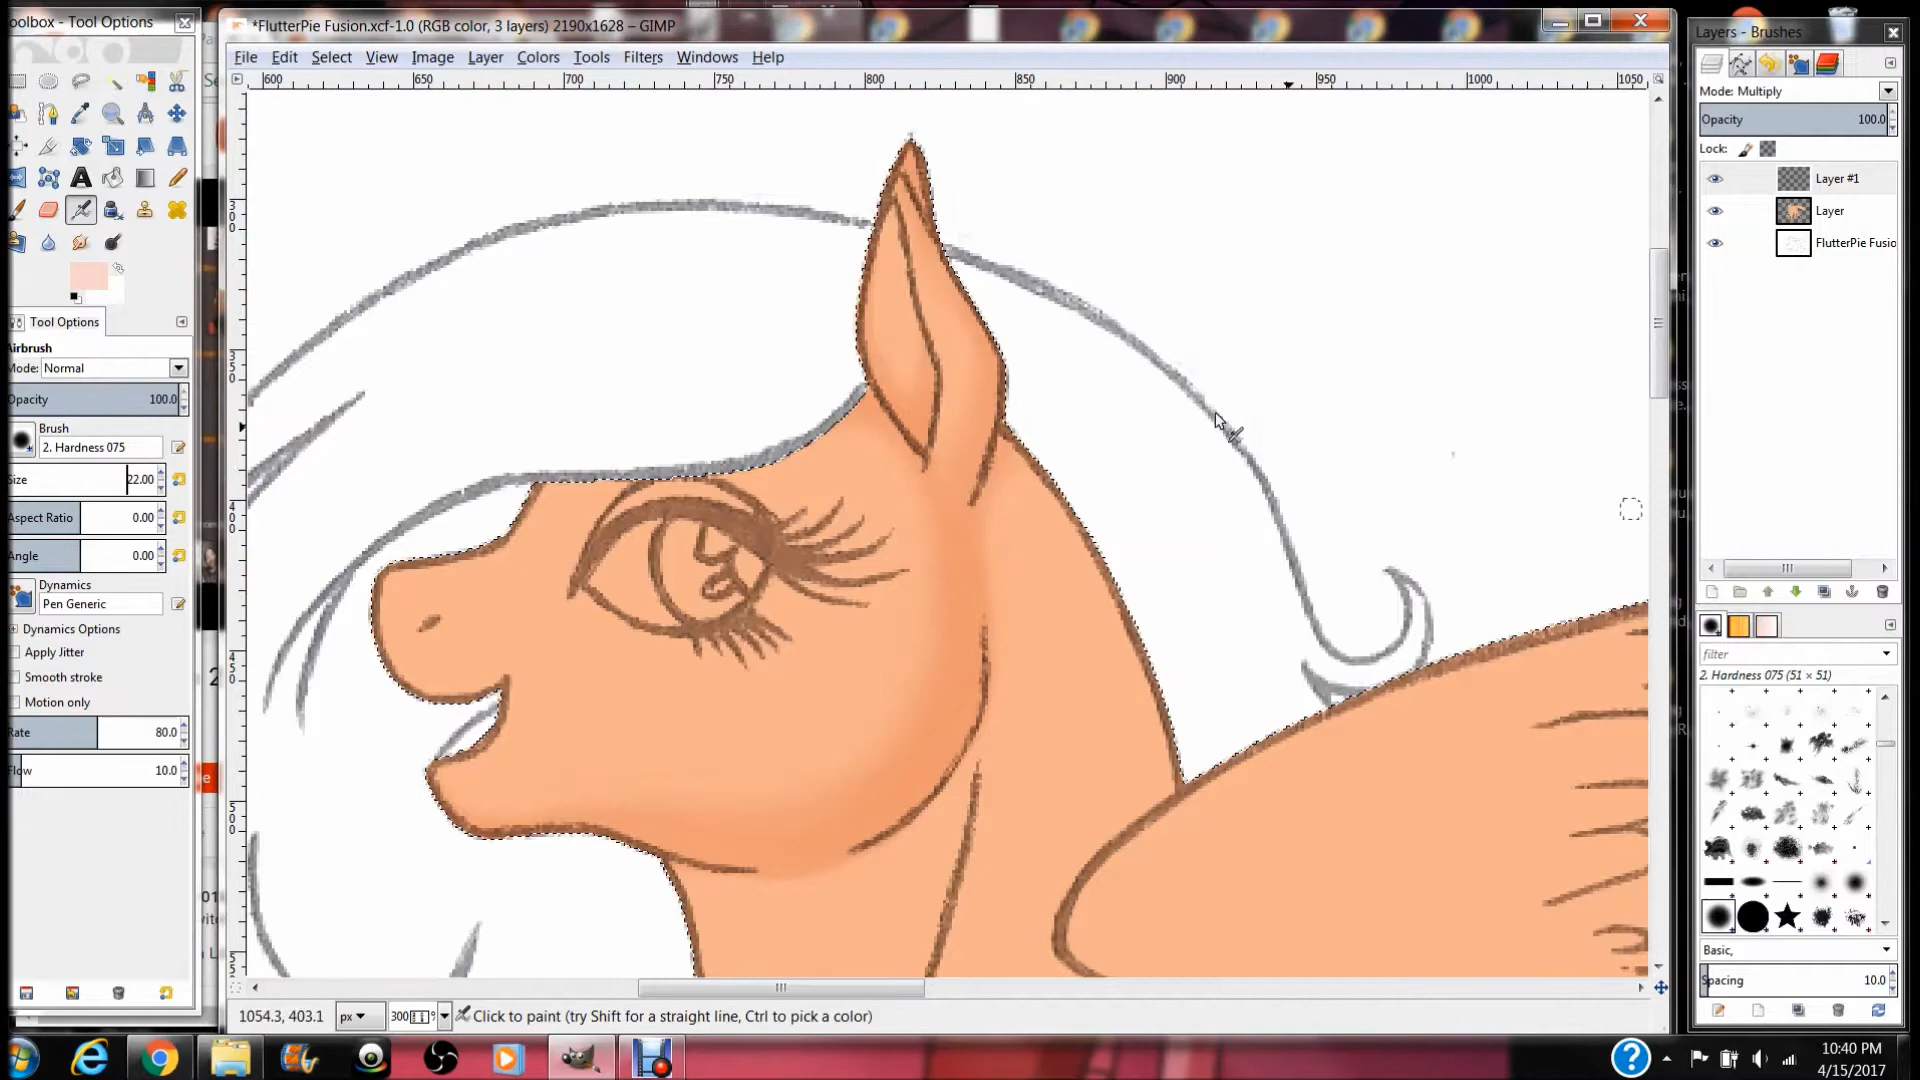 oolbox - Tool Options
*FlutterPie Fusion.xcf-1.0 (RGB color, 3 layers) 2190x1628 – GIMP
Layers - Brushes
File Edit Select View Image Layer Colors Tools Filters Windows Help
600 650 700 750 800 850 900 950 1000 1050
Mode: Multiply
Opacity 100.0
Lock:
Layer #1
Layer
FlutterPie Fusio
Tool Options
Airbrush
Mode: Normal
Opacity 100.0
Brush
2. Hardness 075
Size 22.00
Aspect Ratio 0.00
Angle 0.00
Dynamics
Pen Generic
Dynamics Options
Apply Jitter
Smooth stroke
Motion only
Rate 80.0
Flow 10.0
filter
2. Hardness 075 (51 × 51)
Basic,
Spacing 10.0
1054.3, 403.1 px 300 Click to paint (try Shift for a straight line, Ctrl to pick a color)
10:40 PM
4/15/2017